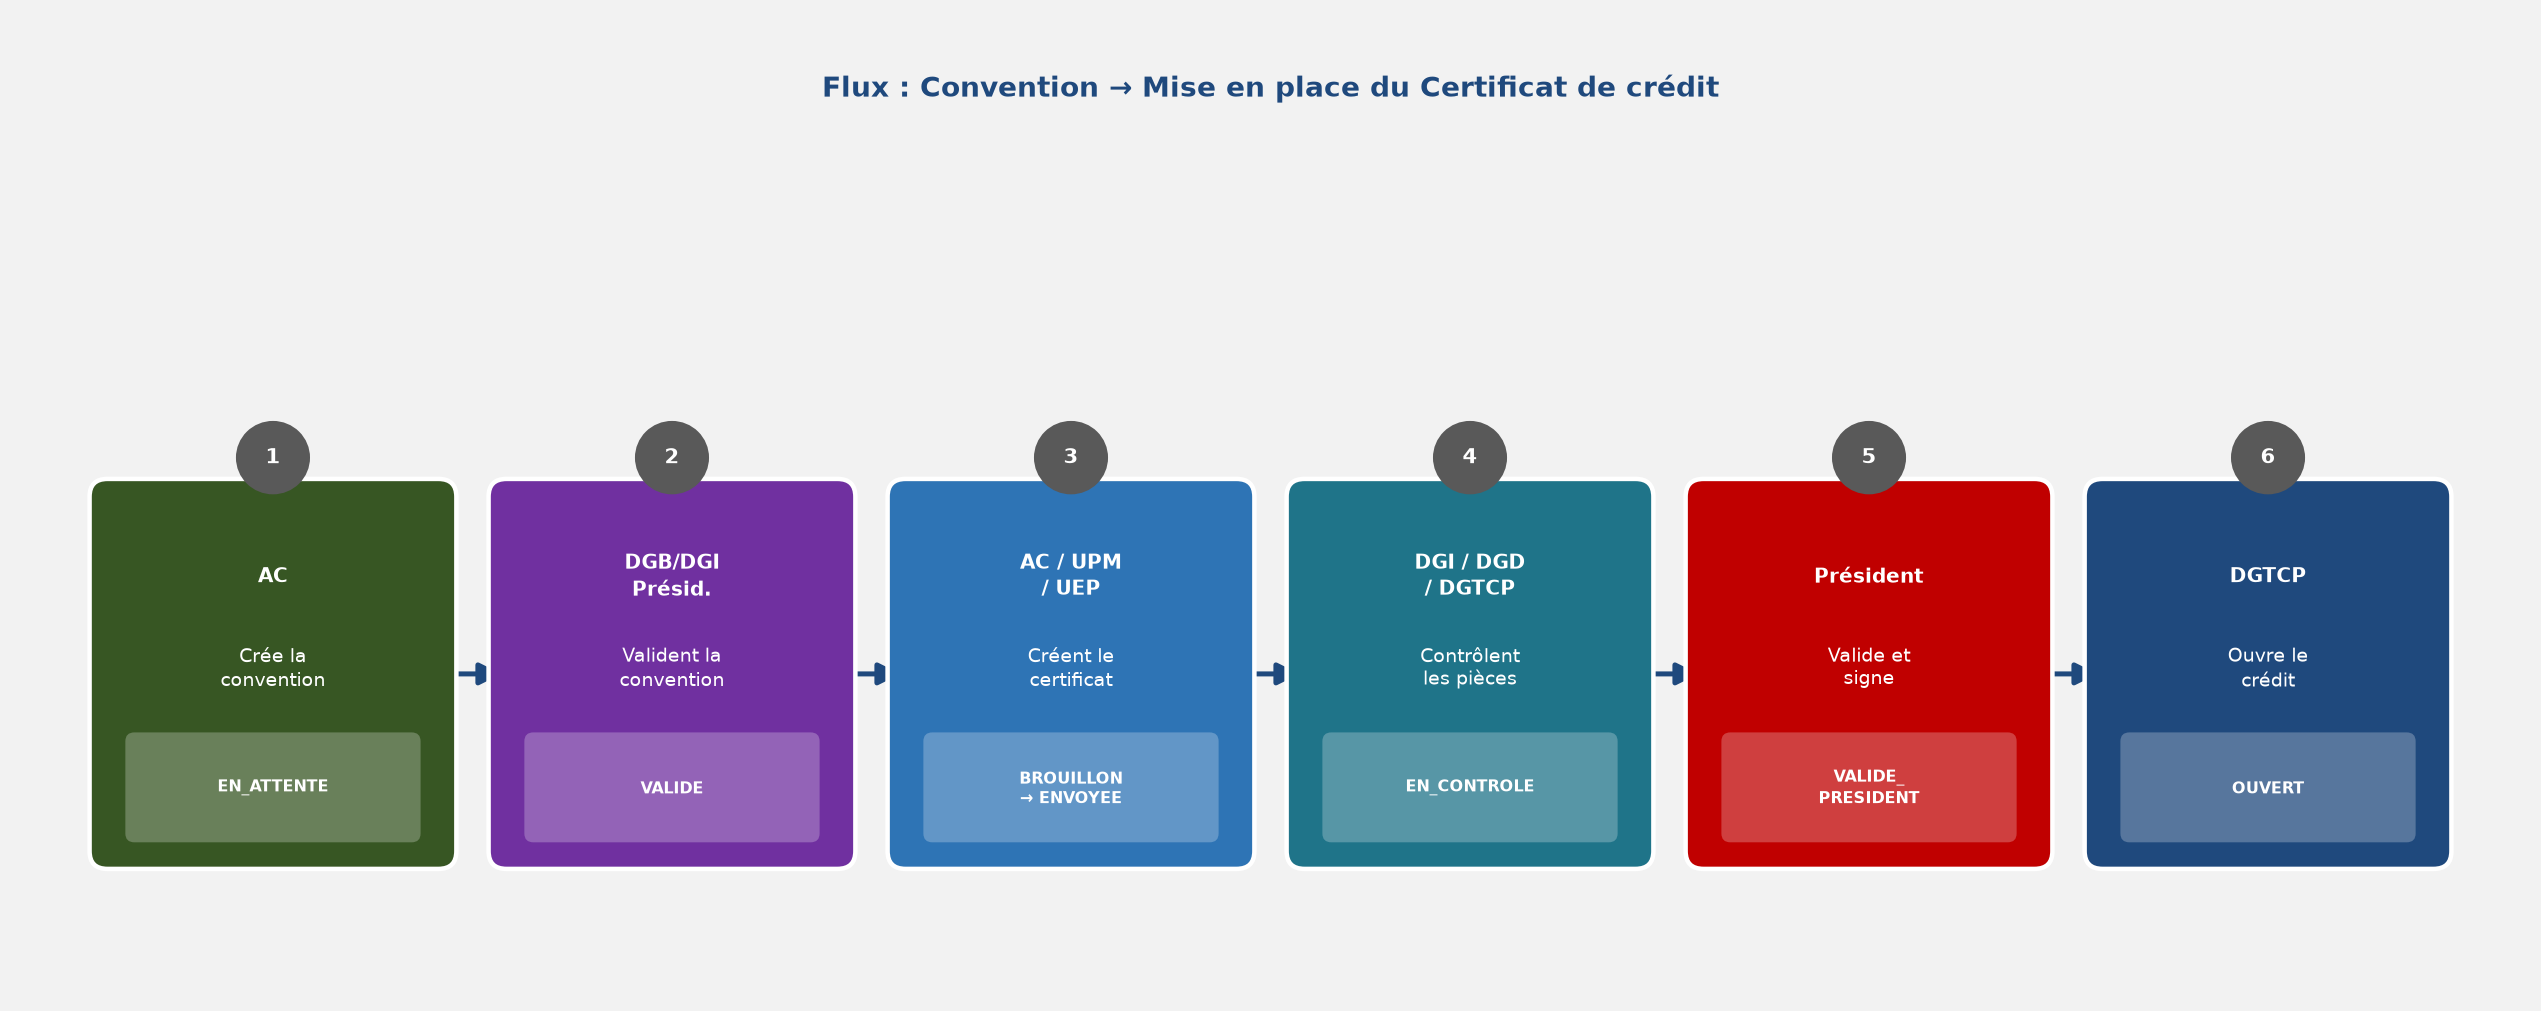 Flux : Convention → Mise en place du Certificat de crédit
1
AC
Crée la
convention
EN_ATTENTE
2
DGB/DGI
Présid.
Valident la
convention
VALIDE
3
AC / UPM
/ UEP
Créent le
certificat
BROUILLON
→ ENVOYEE
4
DGI / DGD
/ DGTCP
Contrôlent
les pièces
EN_CONTROLE
5
Président
Valide et
signe
VALIDE_
PRESIDENT
6
DGTCP
Ouvre le
crédit
OUVERT